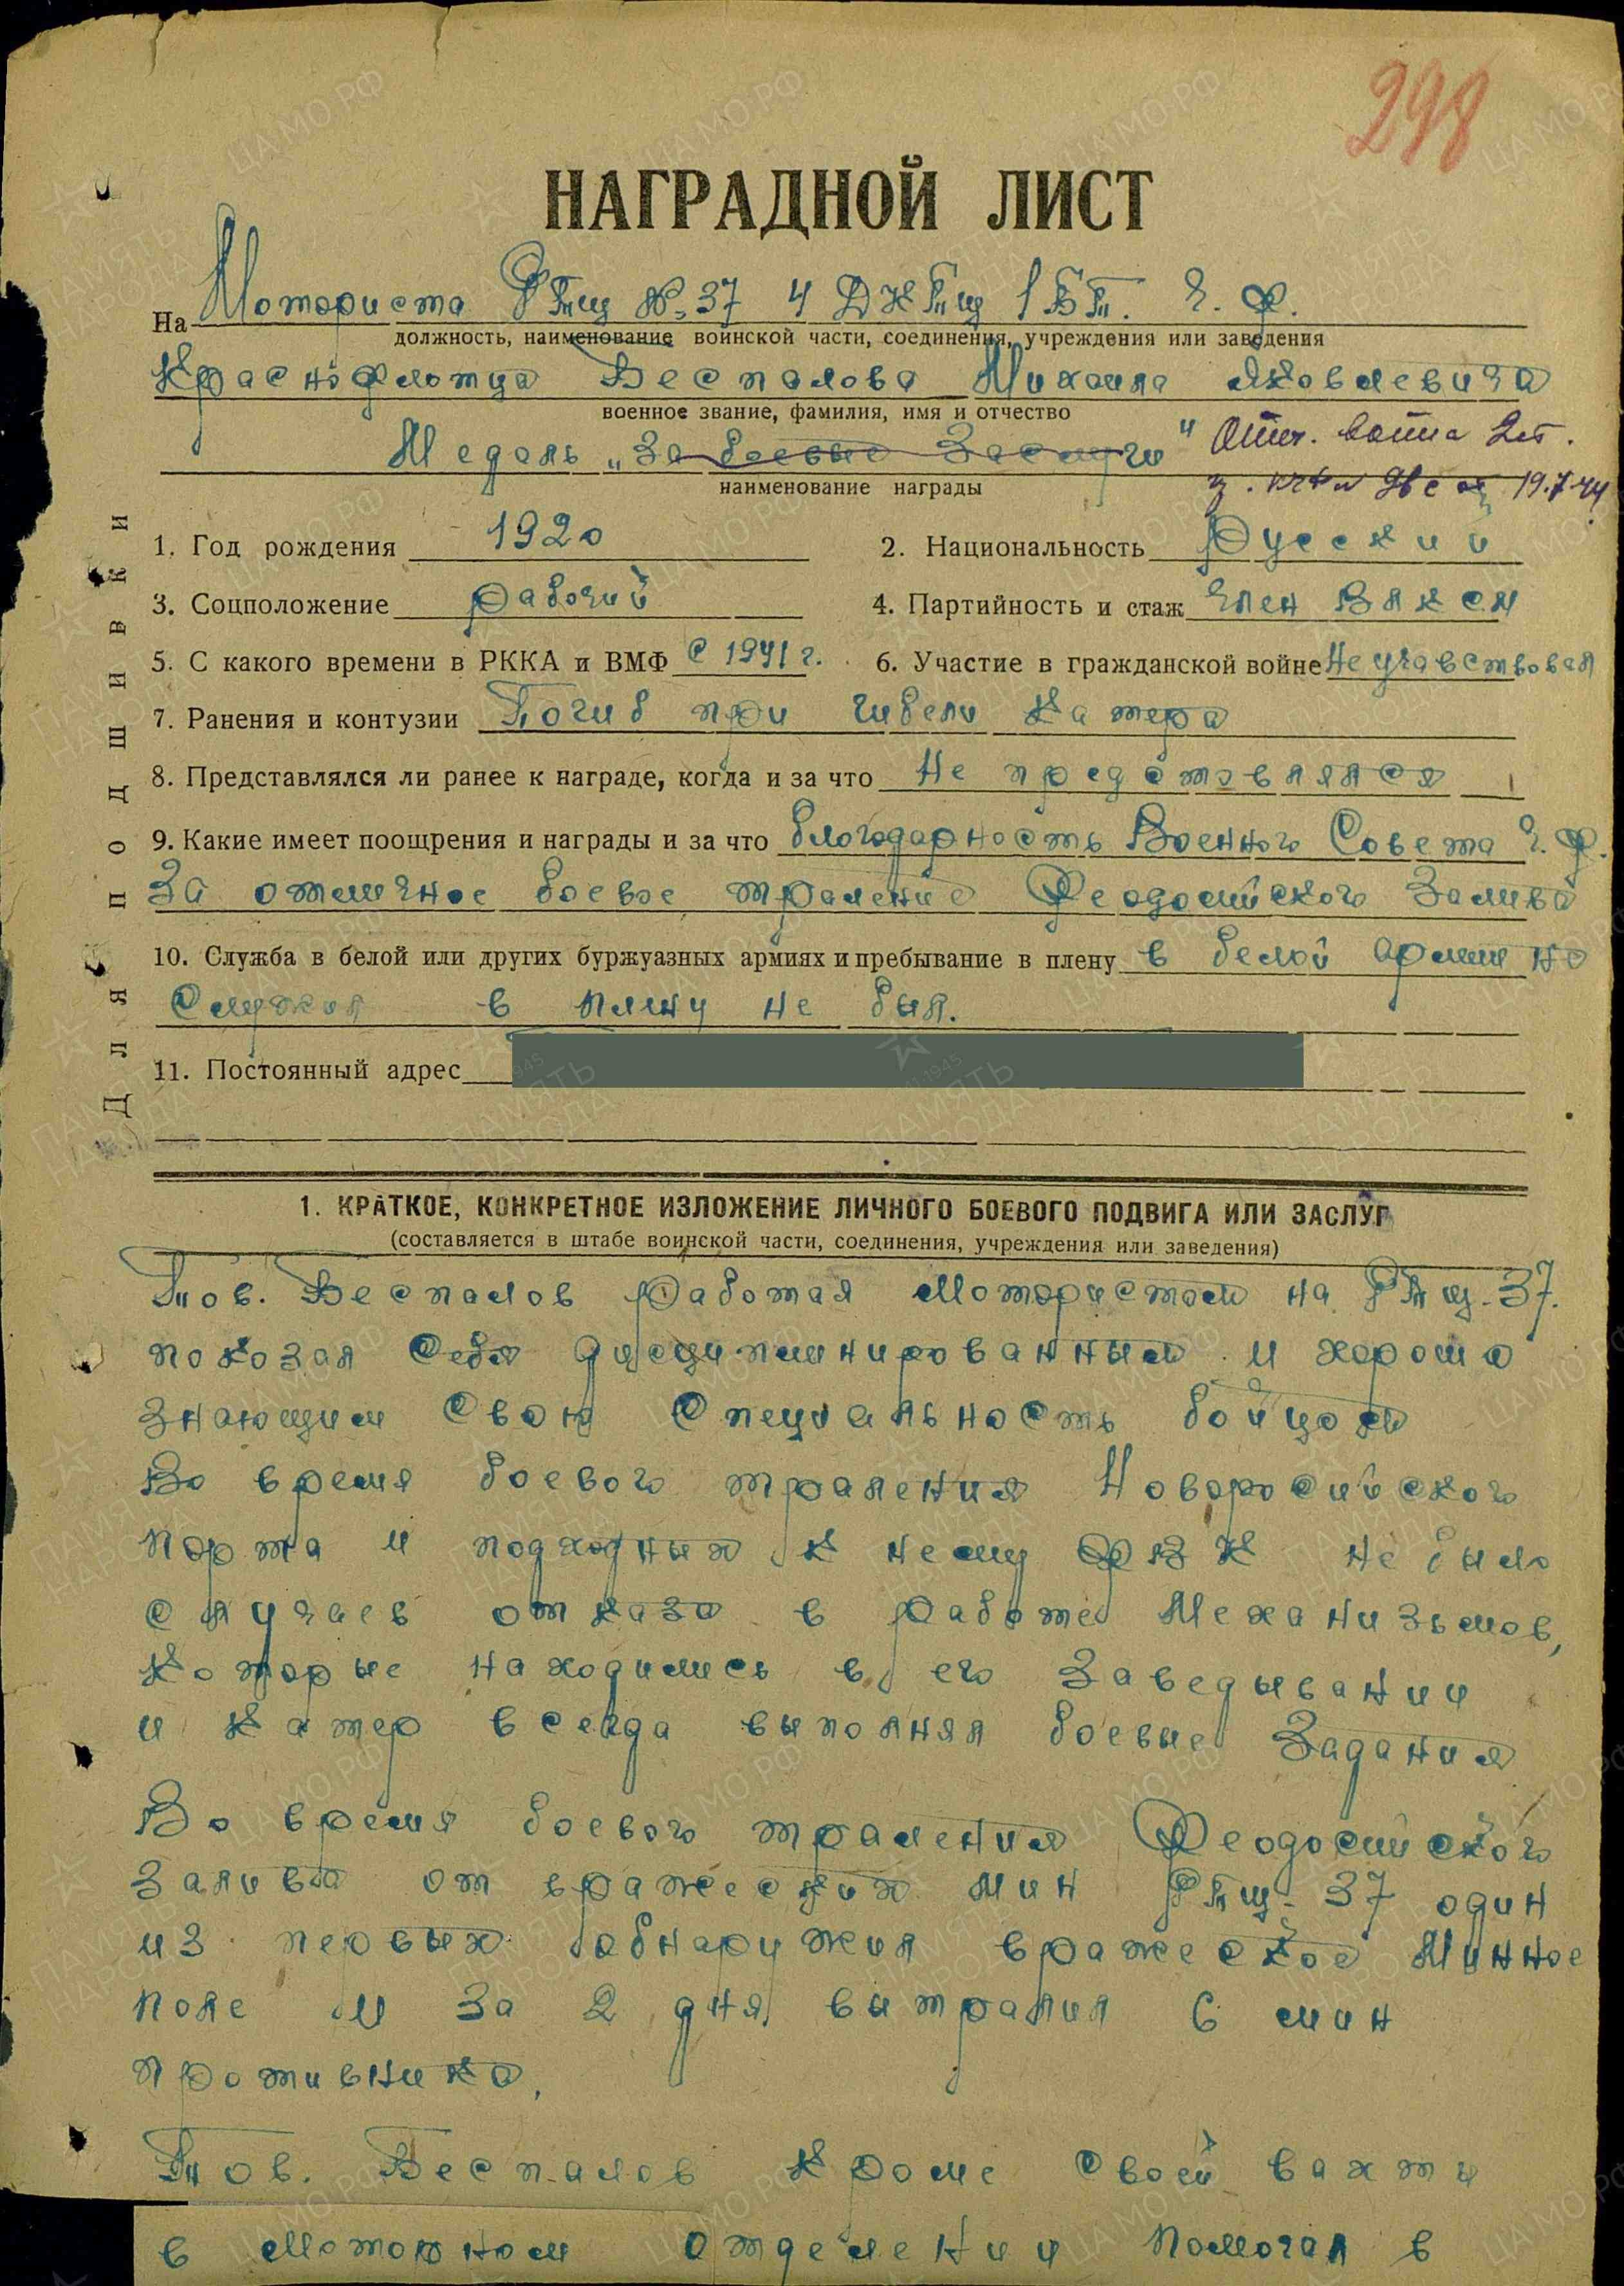 298
НАГРАДНОЙ ЛИСТ
На Моториста РТщ №37 4 ДКТщ 1 БТ. Ч. Ф.
должность, наименование воинской части, соединения, учреждения или заведения
Краснофлотца Беспалова Михаила Яковлевича
военное звание, фамилия, имя и отчество
Медаль „За боевые Заслуги" Отеч. война 2 ст.
наименование награды
19.7.44
1. Год рождения 1920 2. Национальность Русский
3. Соцположение рабочий 4. Партийность и стаж Член ВЛКСМ
5. С какого времени в РККА и ВМФ с 1941 г. 6. Участие в гражданской войне Не учавствовал
7. Ранения и контузии Погиб при гибели катера
8. Представлялся ли ранее к награде, когда и за что Не представлялся
9. Какие имеет поощрения и награды и за что благодарность Военного Совета Ч. Ф.
За отличное боевое траление Феодосийского Залива
10. Служба в белой или других буржуазных армиях и пребывание в плену в белой армии не
Служил в плену не был.
11. Постоянный адрес
Для подшивки
1. КРАТКОЕ, КОНКРЕТНОЕ ИЗЛОЖЕНИЕ ЛИЧНОГО БОЕВОГО ПОДВИГА ИЛИ ЗАСЛУГ
(составляется в штабе воинской части, соединения, учреждения или заведения)
Тов. Беспалов работая Мотористом на РТщ-37.
показал Себя дисциплинированным и хорошо
знающим Свою Специальность бойцом
Во время боевого траления Новоросийского
порта и подходных к нему ФВК не было
случаев отказа в работе Механизьмов,
Которые находились в его Заведывании
и Катер всегда выполнял боевые Задания
Во время боевого траления Феодосийского
Залива от вражеских мин РТщ-37 один
из первых обнаружил вражеское Минное
поле и за 2 дня вытралил 6 мин
противника.
Тов. Беспалов кроме своей вахты
в Моторном отделении помогал в